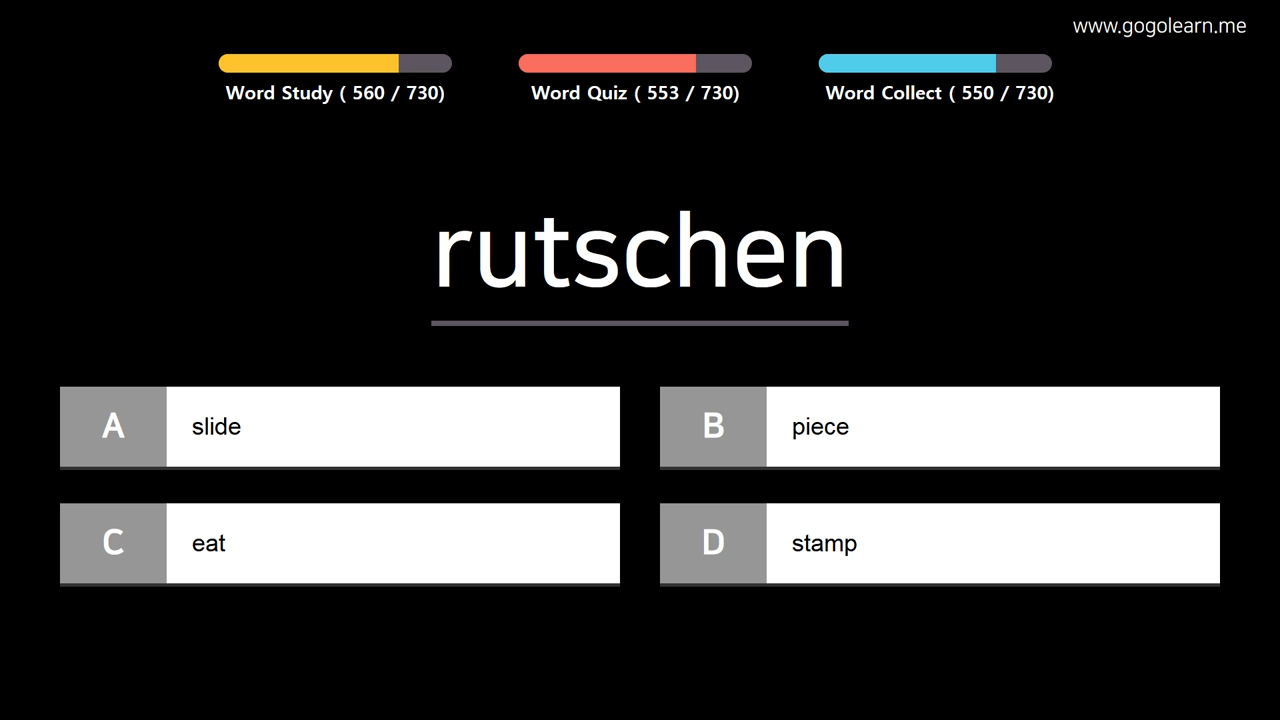 www.gogolearn.me
Word Study ( 560 / 730)
Word Quiz ( 553 / 730)
Word Collect ( 550 / 730)
rutschen
A slide
B piece
C eat
D stamp